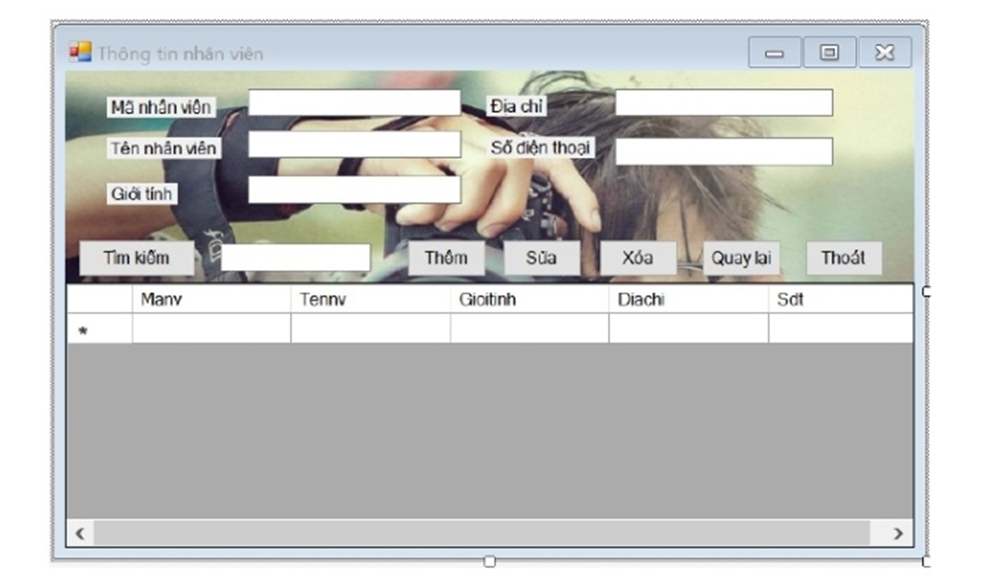 Thông tin nhân viên
Mã nhân viên
Địa chỉ
Tên nhân viên
Số điện thoại
Giới tính
Tìm kiếm Thêm Sửa Xóa Quay lại Thoát
Manv Tennv Gioitinh Diachi Sdt
*